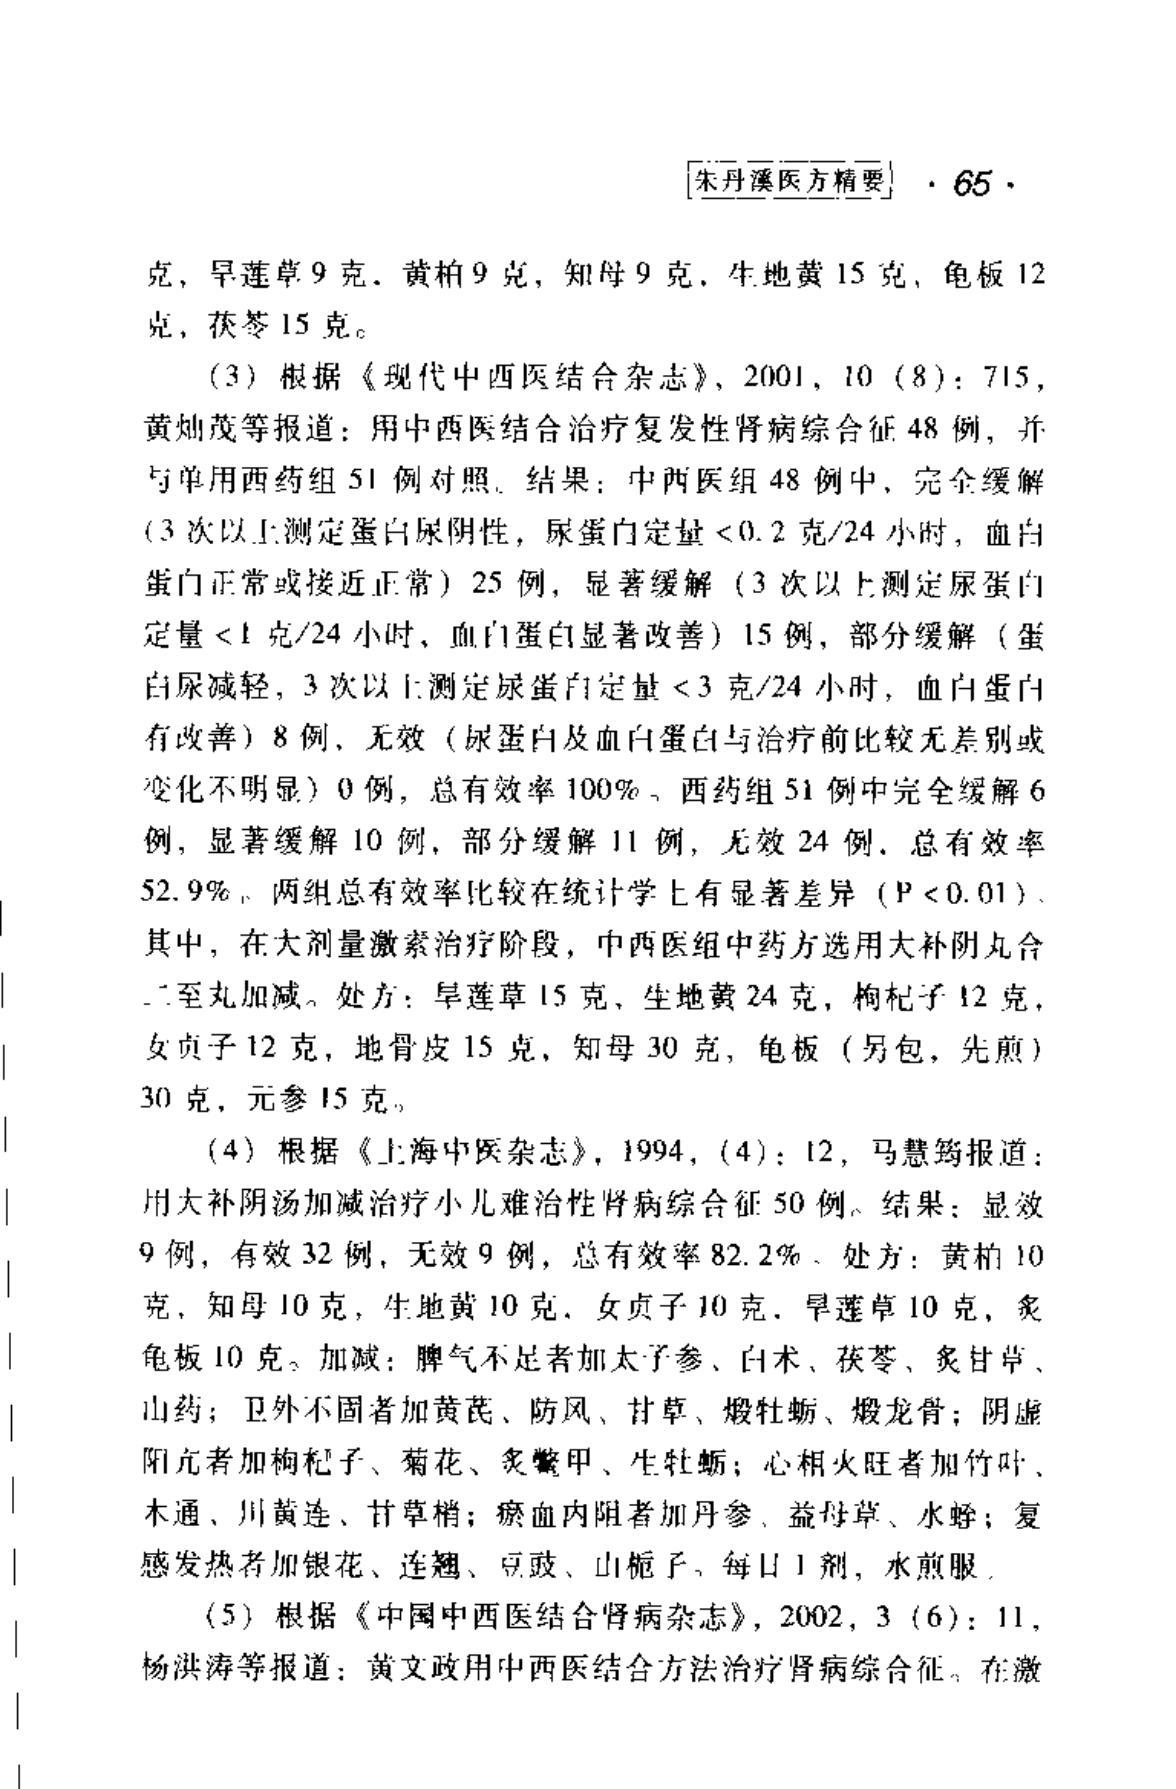 朱丹溪医方精要 · 65 ·
克，旱莲草 9 克，黄柏 9 克，知母 9 克，生地黄 15 克，龟板 12
克，茯苓 15 克。
（3）根据《现代中西医结合杂志》，2001，10（8）：715，
黄灿茂等报道：用中西医结合治疗复发性肾病综合征 48 例，并
与单用西药组 51 例对照。结果：中西医组 48 例中，完全缓解
（3 次以上测定蛋白尿阴性，尿蛋白定量＜0.2 克/24 小时，血白
蛋白正常或接近正常）25 例，显著缓解（3 次以上测定尿蛋白
定量＜1 克/24 小时，血白蛋白显著改善）15 例，部分缓解（蛋
白尿减轻，3 次以上测定尿蛋白定量＜3 克/24 小时，血白蛋白
有改善）8 例，无效（尿蛋白及血白蛋白与治疗前比较无差别或
变化不明显）0 例，总有效率 100%。西药组 51 例中完全缓解 6
例，显著缓解 10 例，部分缓解 11 例，无效 24 例，总有效率
52.9%。两组总有效率比较在统计学上有显著差异（P＜0.01）。
其中，在大剂量激素治疗阶段，中西医组中药方选用大补阴丸合
二至丸加减。处方：旱莲草 15 克，生地黄 24 克，枸杞子 12 克，
女贞子 12 克，地骨皮 15 克，知母 30 克，龟板（另包，先煎）
30 克，元参 15 克。
（4）根据《上海中医杂志》，1994，（4）：12，马慧筠报道：
用大补阴汤加减治疗小儿难治性肾病综合征 50 例。结果：显效
9 例，有效 32 例，无效 9 例，总有效率 82.2%。处方：黄柏 10
克，知母 10 克，生地黄 10 克，女贞子 10 克，旱莲草 10 克，炙
龟板 10 克。加减：脾气不足者加太子参、白术、茯苓、炙甘草、
山药；卫外不固者加黄芪、防风、甘草、煅牡蛎、煅龙骨；阴虚
阳亢者加枸杞子、菊花、炙鳖甲、生牡蛎；心相火旺者加竹叶、
木通、川黄连、甘草梢；瘀血内阻者加丹参、益母草、水蛭；复
感发热者加银花、连翘、豆豉、山栀子。每日 1 剂，水煎服。
（5）根据《中国中西医结合肾病杂志》，2002，3（6）：11，
杨洪涛等报道：黄文政用中西医结合方法治疗肾病综合征。在激